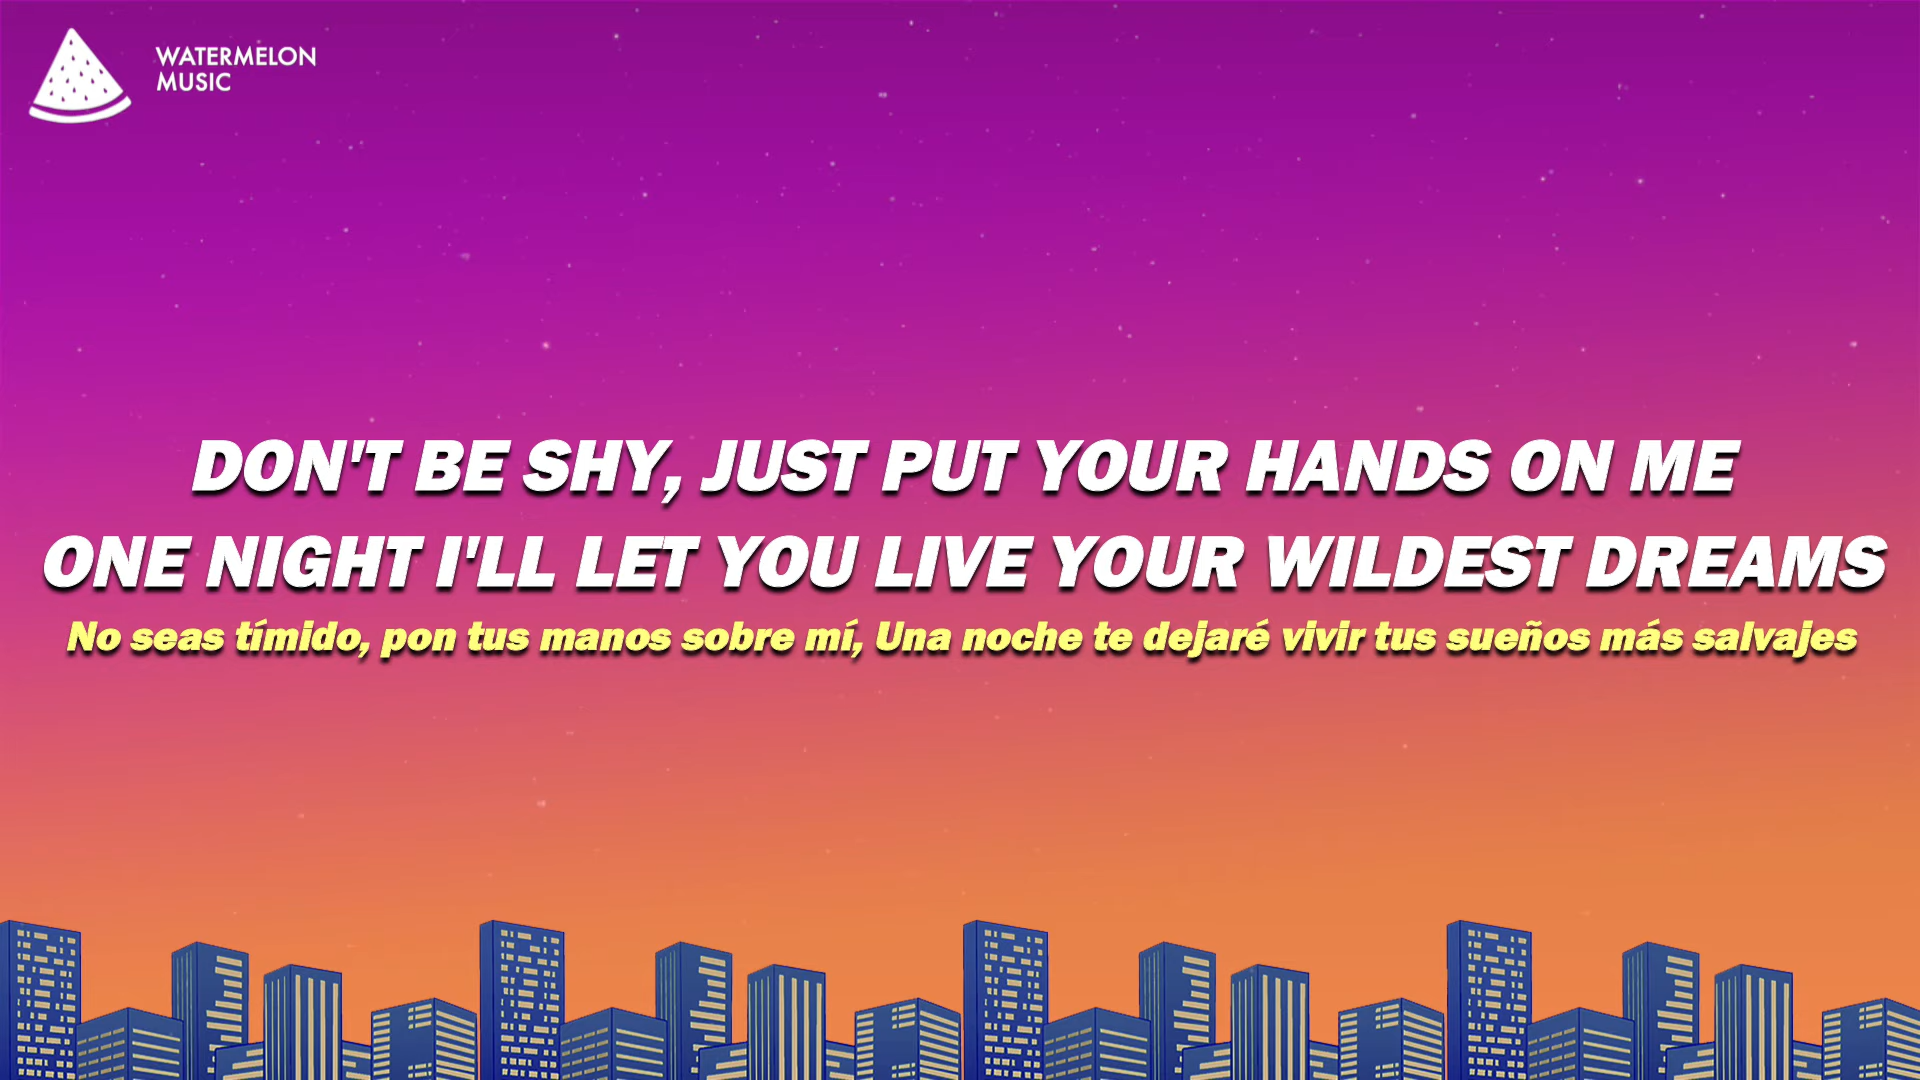 WATERMELON
MUSIC
DON'T BE SHY, JUST PUT YOUR HANDS ON ME
ONE NIGHT I'LL LET YOU LIVE YOUR WILDEST DREAMS
No seas tímido, pon tus manos sobre mí, Una noche te dejaré vivir tus sueños más salvajes